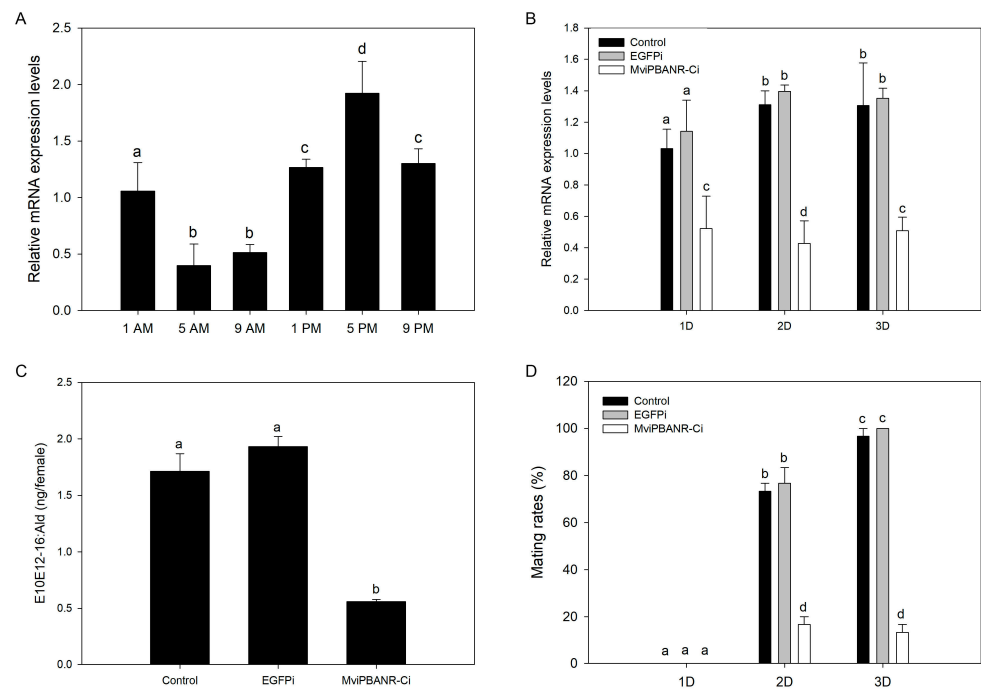 A
Relative mRNA expression levels
2.5
2.0
1.5
1.0
0.5
0.0
a
b
b
c
d
c
1 AM
5 AM
9 AM
1 PM
5 PM
9 PM
B
Relative mRNA expression levels
1.8
1.6
1.4
1.2
1.0
0.8
0.6
0.4
0.2
0.0
Control
EGFPi
MviPBANR-Ci
a
a
c
b
b
d
b
b
c
1D
2D
3D
C
E10E12-16:Ald (ng/female)
2.5
2.0
1.5
1.0
0.5
0.0
a
a
b
Control
EGFPi
MviPBANR-Ci
D
Mating rates (%)
120
100
80
60
40
20
0
Control
EGFPi
MviPBANR-Ci
a
a
a
b
b
d
c
c
d
1D
2D
3D